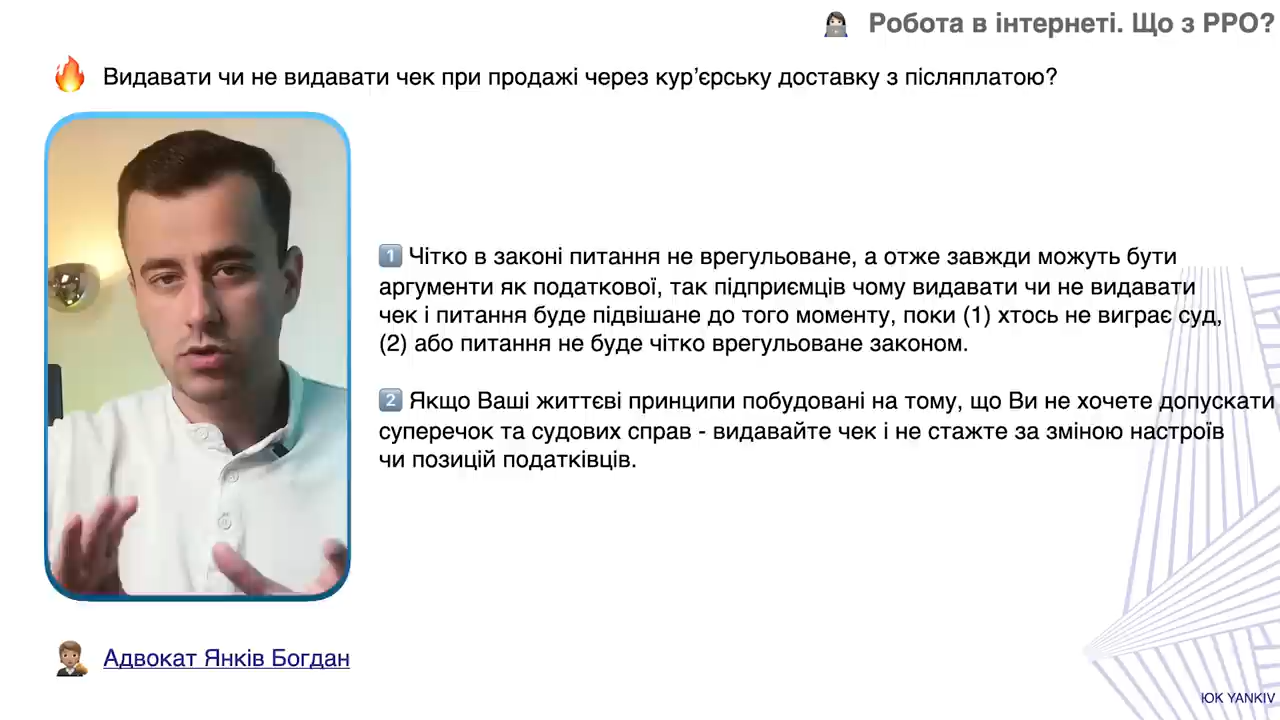 Робота в інтернеті. Що з РРО?
Видавати чи не видавати чек при продажі через кур’єрську доставку з післяплатою?
1 Чітко в законі питання не врегульоване, а отже завжди можуть бути
аргументи як податкової, так підприємців чому видавати чи не видавати
чек і питання буде підвішане до того моменту, поки (1) хтось не виграє суд,
(2) або питання не буде чітко врегульоване законом.
2 Якщо Ваші життєві принципи побудовані на тому, що Ви не хочете допускати
суперечок та судових справ - видавайте чек і не стажте за зміною настроїв
чи позицій податківців.
Адвокат Янків Богдан
ЮК YANKIV